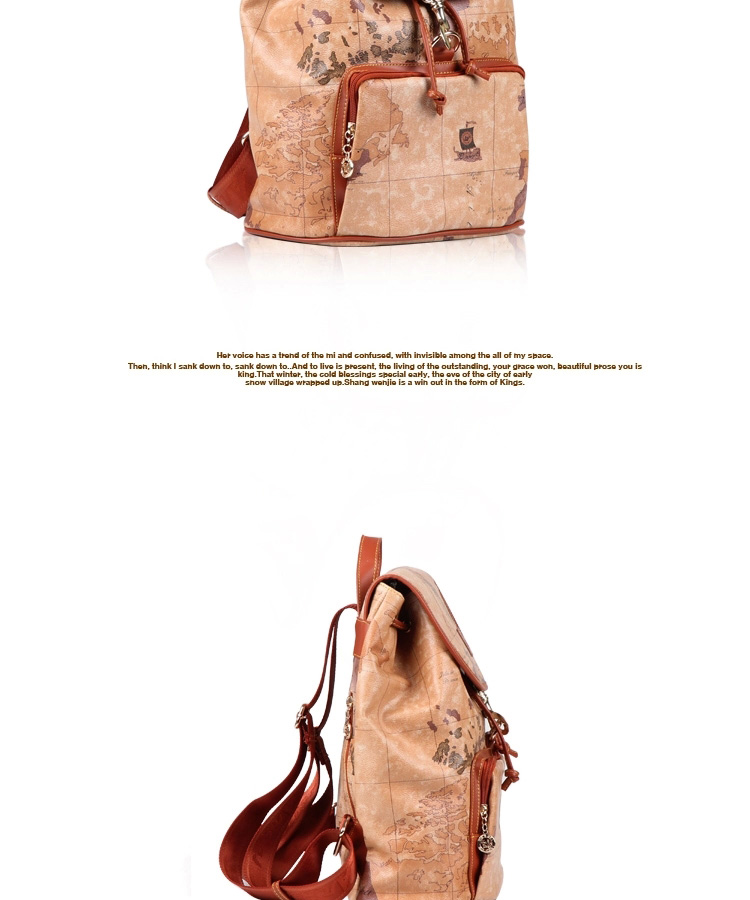 Her voice has a trend of the mi and confused, with invisible among the all of my space.
Then, think I sank down to, sank down to..And to live is present, the living of the outstanding, your grace won, beautiful prose you is
king.That winter, the cold blessings special early, the eve of the city of early
snow village wrapped up.Shang wenjie is a win out in the form of Kings.